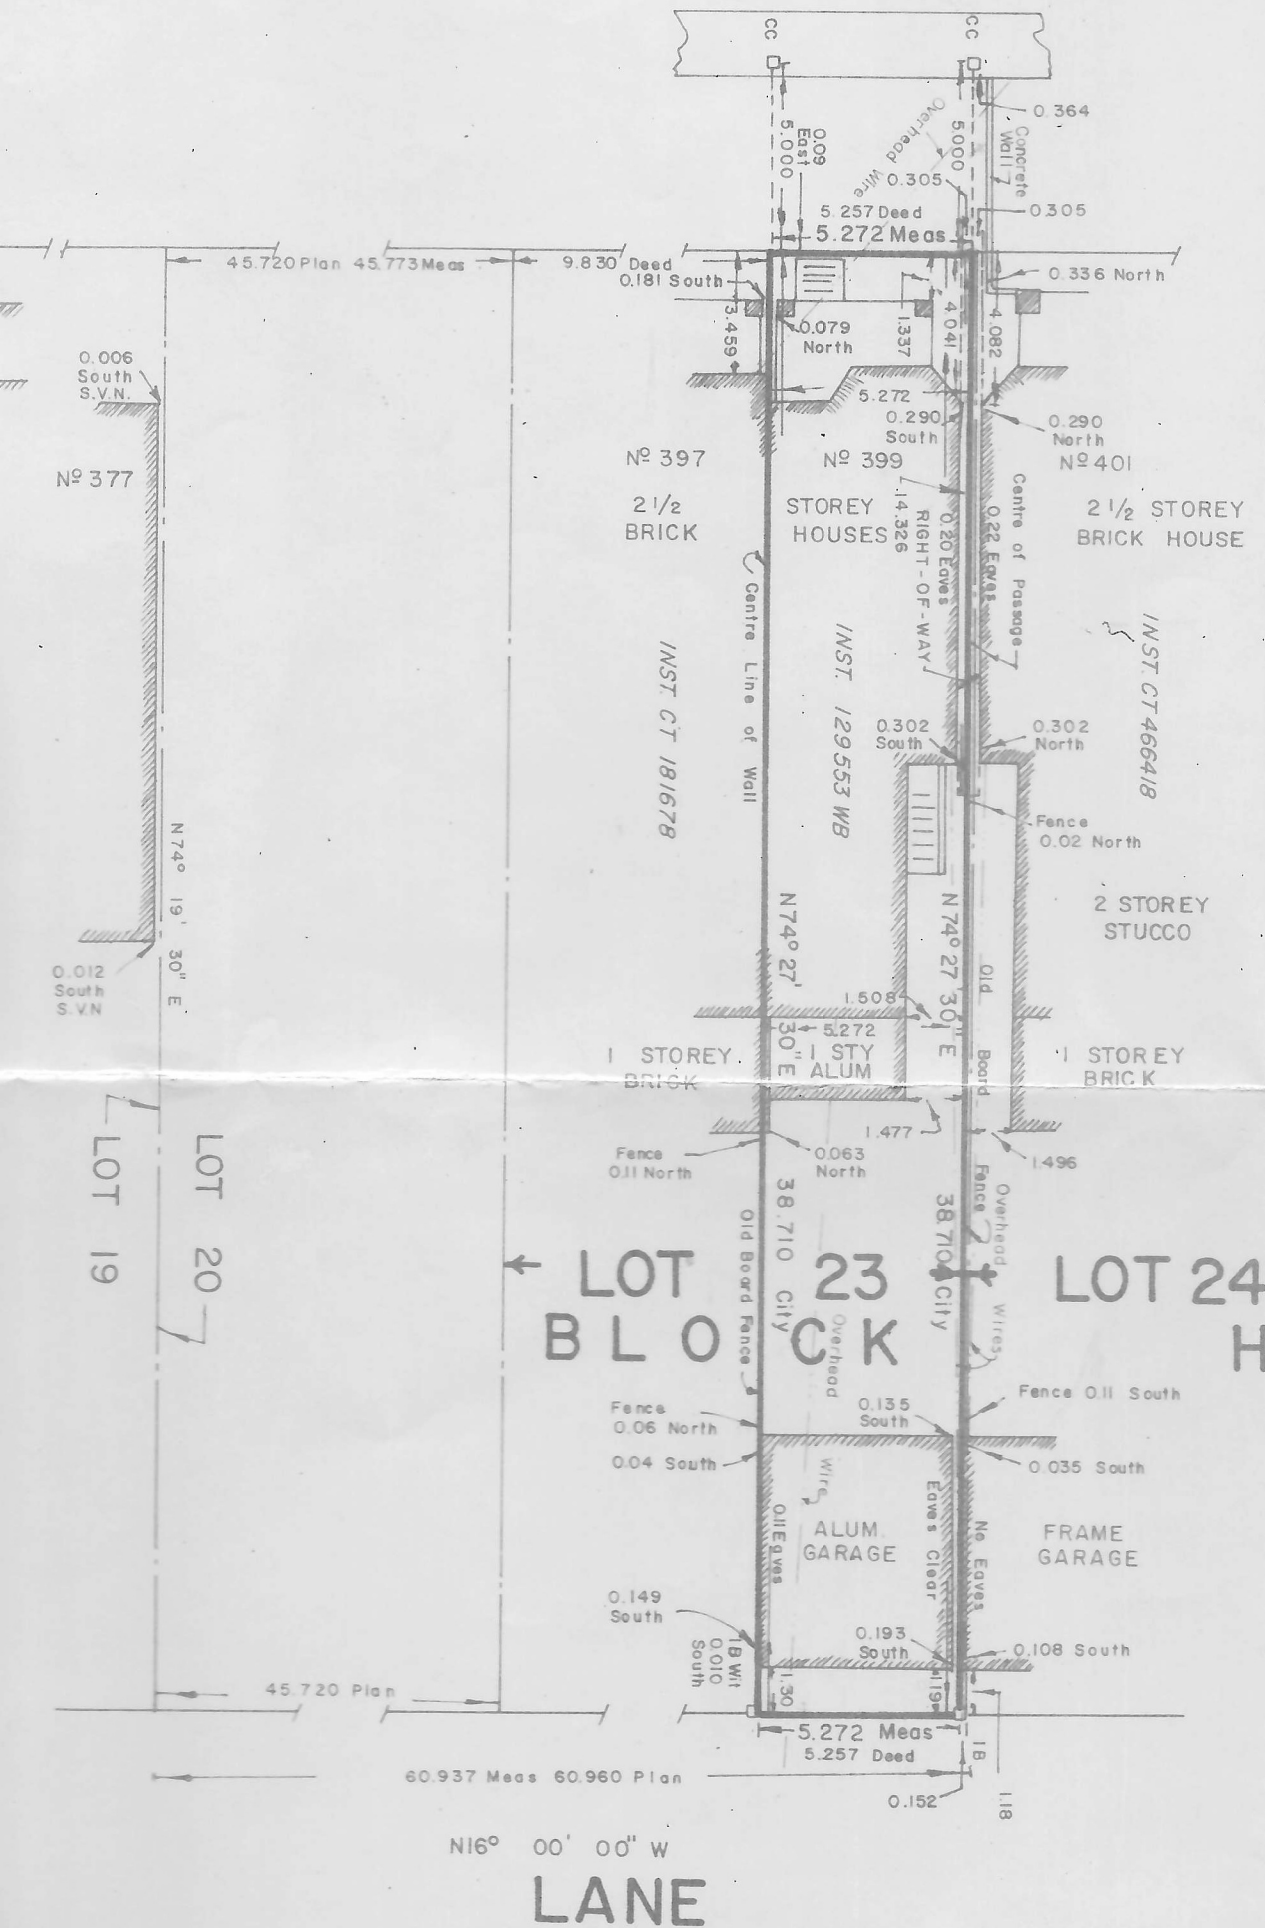 CC
CC
0.364
Concrete
Wall
Overhead Wire
5.000
0.09
East
5.000
0.305
0.305
5.257 Deed
5.272 Meas
45.720 Plan 45.773 Meas
9.830 Deed
0.181 South
0.336 North
3.459
0.079
North
1.337
4.041
4.082
0.006
South
S.V.N.
5.272
0.290
South
0.290
North
Nº 377
Nº 397
Nº 399
Nº 401
2 1/2
BRICK
STOREY
HOUSES
2 1/2 STOREY
BRICK HOUSE
14.326
RIGHT-OF-WAY
0.20 Eaves
0.22 Eaves
Centre of Passage
Centre Line of Wall
INST. CT 181678
INST. 129553 WB
INST. CT466418
0.302
South
0.302
North
Fence
0.02 North
N74° 19' 30" E
N74° 27' 30" E
N74° 27' 30" E
2 STOREY
STUCCO
0.012
South
S.V.N
Old Board Fence
1.508
5.272
1 STOREY
BRICK
1 STY
ALUM
1 STOREY
BRICK
1.477
1.496
Fence
0.11 North
0.063
North
LOT 19
LOT 20
38.710 City
38.710 City
Overhead Wires
Old Board Fence
LOT 23
LOT 24
BLOCK
H
Overhead Wire
Fence
0.06 North
0.135
South
Fence 0.11 South
0.04 South
0.035 South
0.11 Eaves
ALUM.
GARAGE
Eaves Clear
No Eaves
FRAME
GARAGE
0.149
South
0.193
South
0.108 South
IB Wit
0.010
South
1.30
1.19
45.720 Plan
5.272 Meas
5.257 Deed
IB
60.937 Meas 60.960 Plan
0.152
1.18
N16° 00' 00" W
LANE